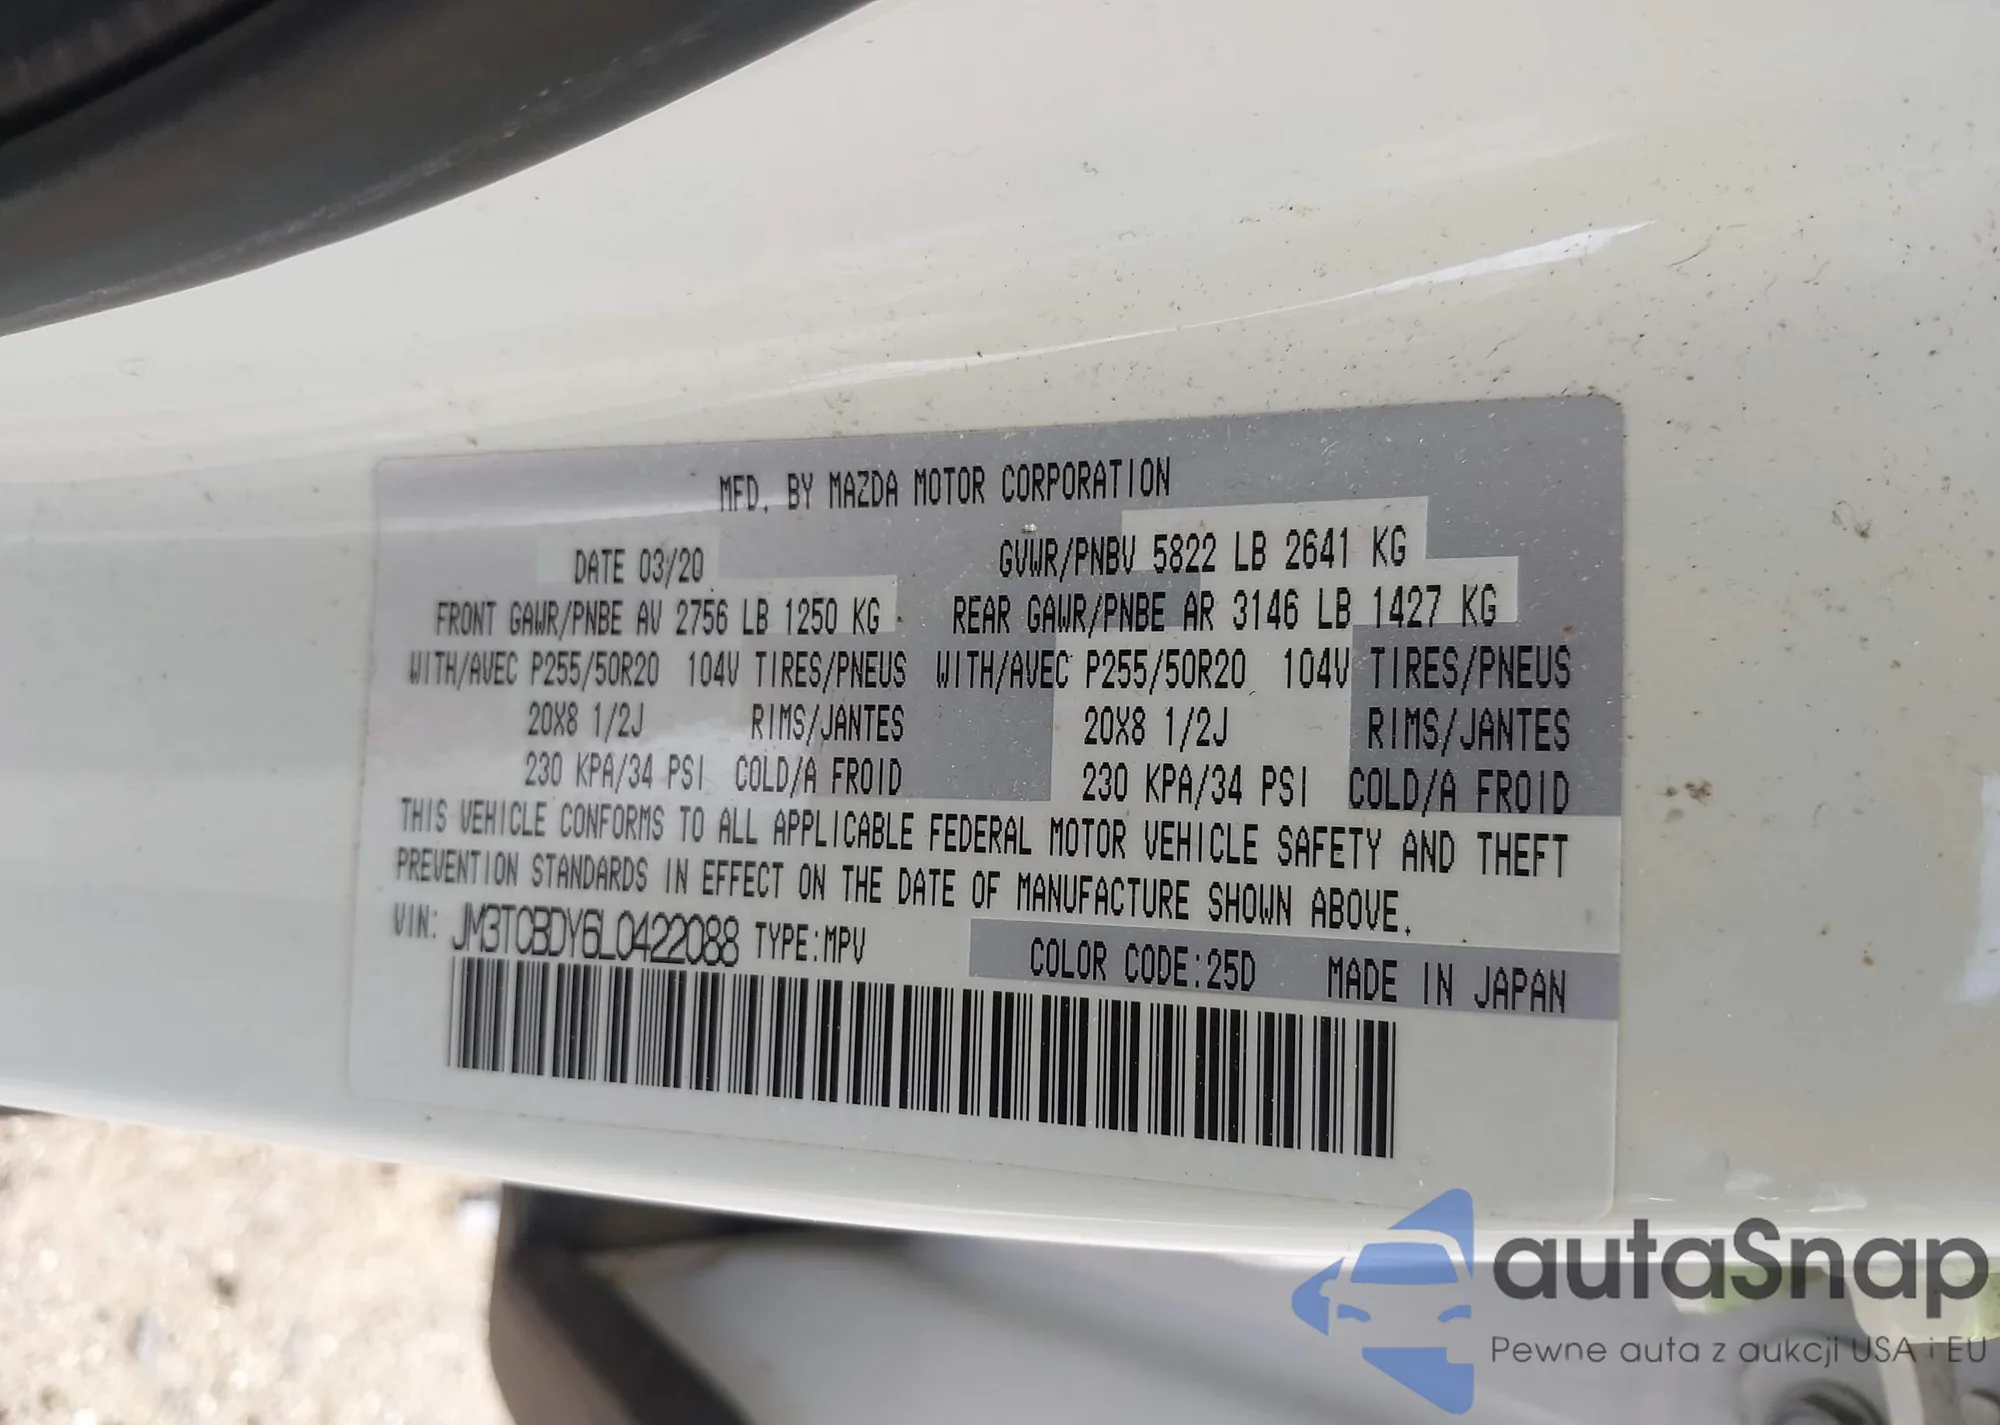 MFD. BY MAZDA MOTOR CORPORATION
DATE 03/20 GVWR/PNBV 5822 LB 2641 KG
FRONT GAWR/PNBE AV 2756 LB 1250 KG REAR GAWR/PNBE AR 3146 LB 1427 KG
WITH/AVEC P255/50R20 104V TIRES/PNEUS WITH/AVEC P255/50R20 104V TIRES/PNEUS
20X8 1/2J RIMS/JANTES 20X8 1/2J RIMS/JANTES
230 KPA/34 PSI COLD/A FROID 230 KPA/34 PSI COLD/A FROID
THIS VEHICLE CONFORMS TO ALL APPLICABLE FEDERAL MOTOR VEHICLE SAFETY AND THEFT
PREVENTION STANDARDS IN EFFECT ON THE DATE OF MANUFACTURE SHOWN ABOVE.
VIN: JM3TCBDY6L0422088 TYPE:MPV COLOR CODE:25D MADE IN JAPAN
autaSnap
Pewne auta z aukcji USA i EU